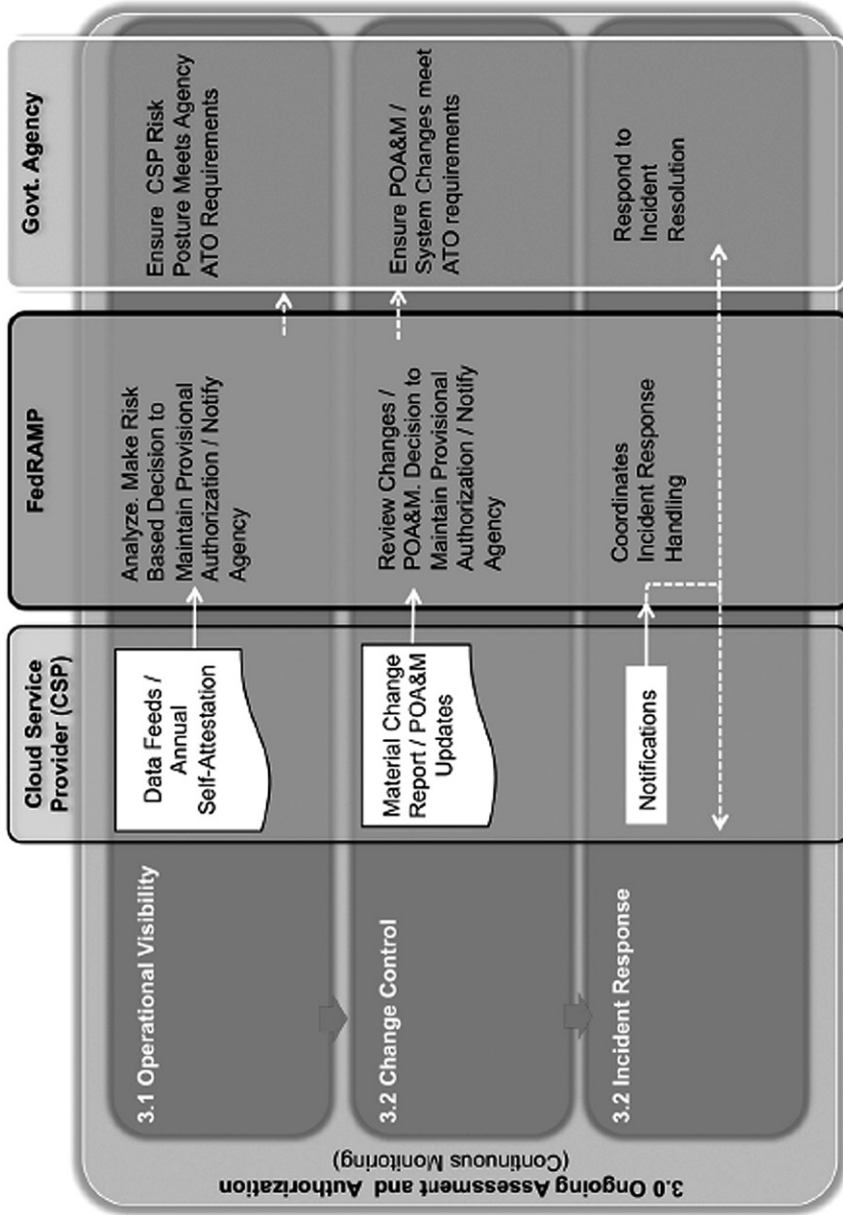 3.0 Ongoing Assessment and Authorization
(Continuous Monitoring)
Cloud Service
Provider (CSP)
FedRAMP
Govt. Agency
3.1 Operational Visibility
Data Feeds /
Annual
Self-Attestation
Analyze. Make Risk
Based Decision to
Maintain Provisional
Authorization / Notify
Agency
Ensure CSP Risk
Posture Meets Agency
ATO Requirements
3.2 Change Control
Material Change
Report / POA&M
Updates
Review Changes /
POA&M. Decision to
Maintain Provisional
Authorization / Notify
Agency
Ensure POA&M /
System Changes meet
ATO requirements
3.2 Incident Response
Notifications
Coordinates
Incident Response
Handling
Respond to
Incident
Resolution